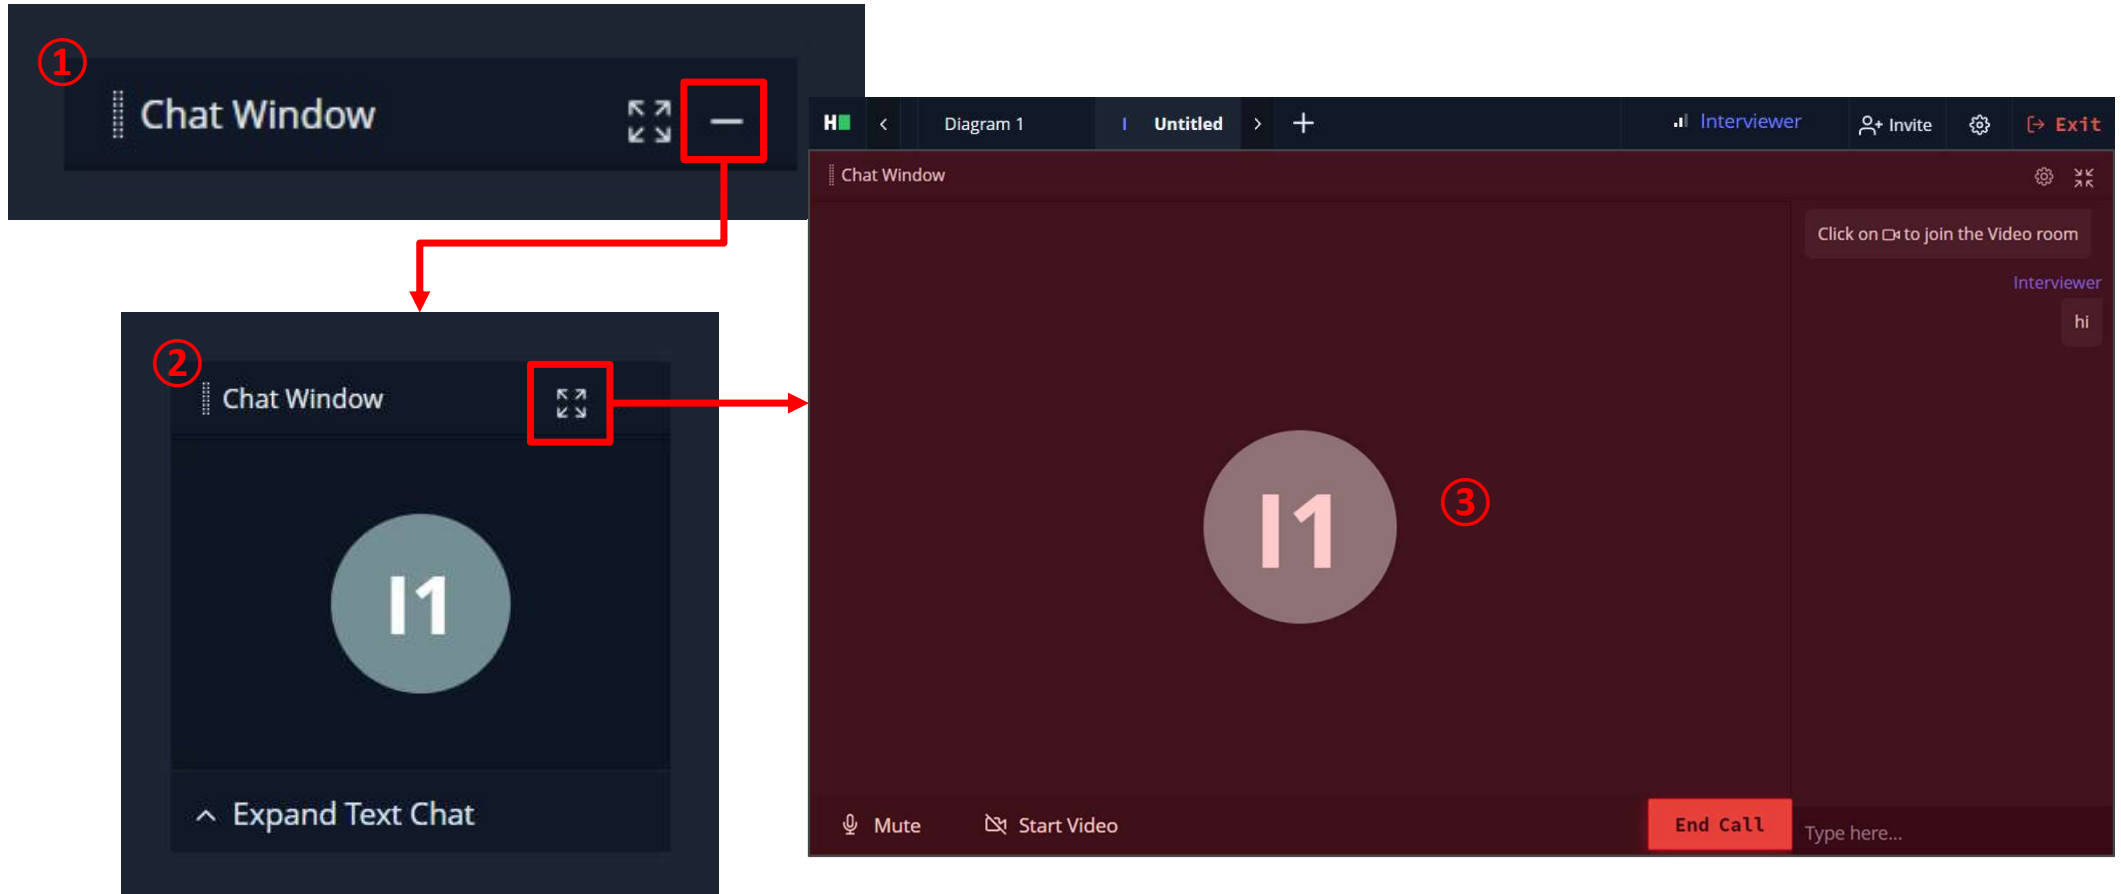 ①
Chat Window
②
Chat Window
I1
Expand Text Chat
H
Diagram 1
I Untitled
Interviewer
Invite
Exit
Chat Window
Click on to join the Video room
Interviewer
hi
I1
③
Mute
Start Video
End Call
Type here...